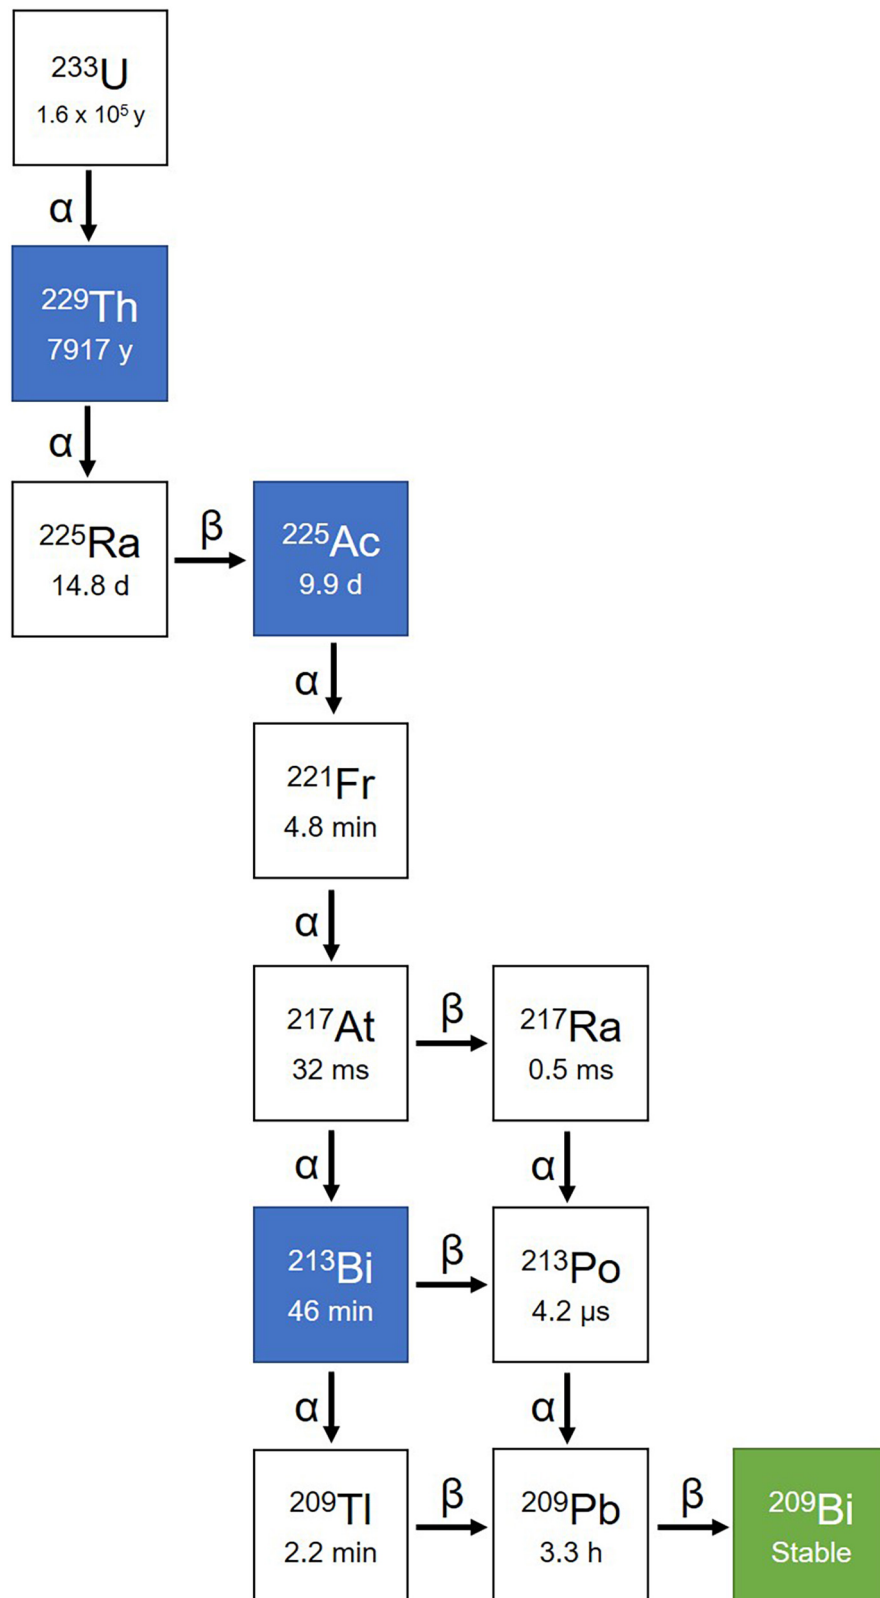 ²³³U
1.6 x 10⁵ y
α
²²⁹Th
7917 y
α
²²⁵Ra
14.8 d
β
²²⁵Ac
9.9 d
α
²²¹Fr
4.8 min
α
²¹⁷At
32 ms
β
²¹⁷Ra
0.5 ms
α
α
²¹³Bi
46 min
β
²¹³Po
4.2 µs
α
α
²⁰⁹Tl
2.2 min
β
²⁰⁹Pb
3.3 h
β
²⁰⁹Bi
Stable